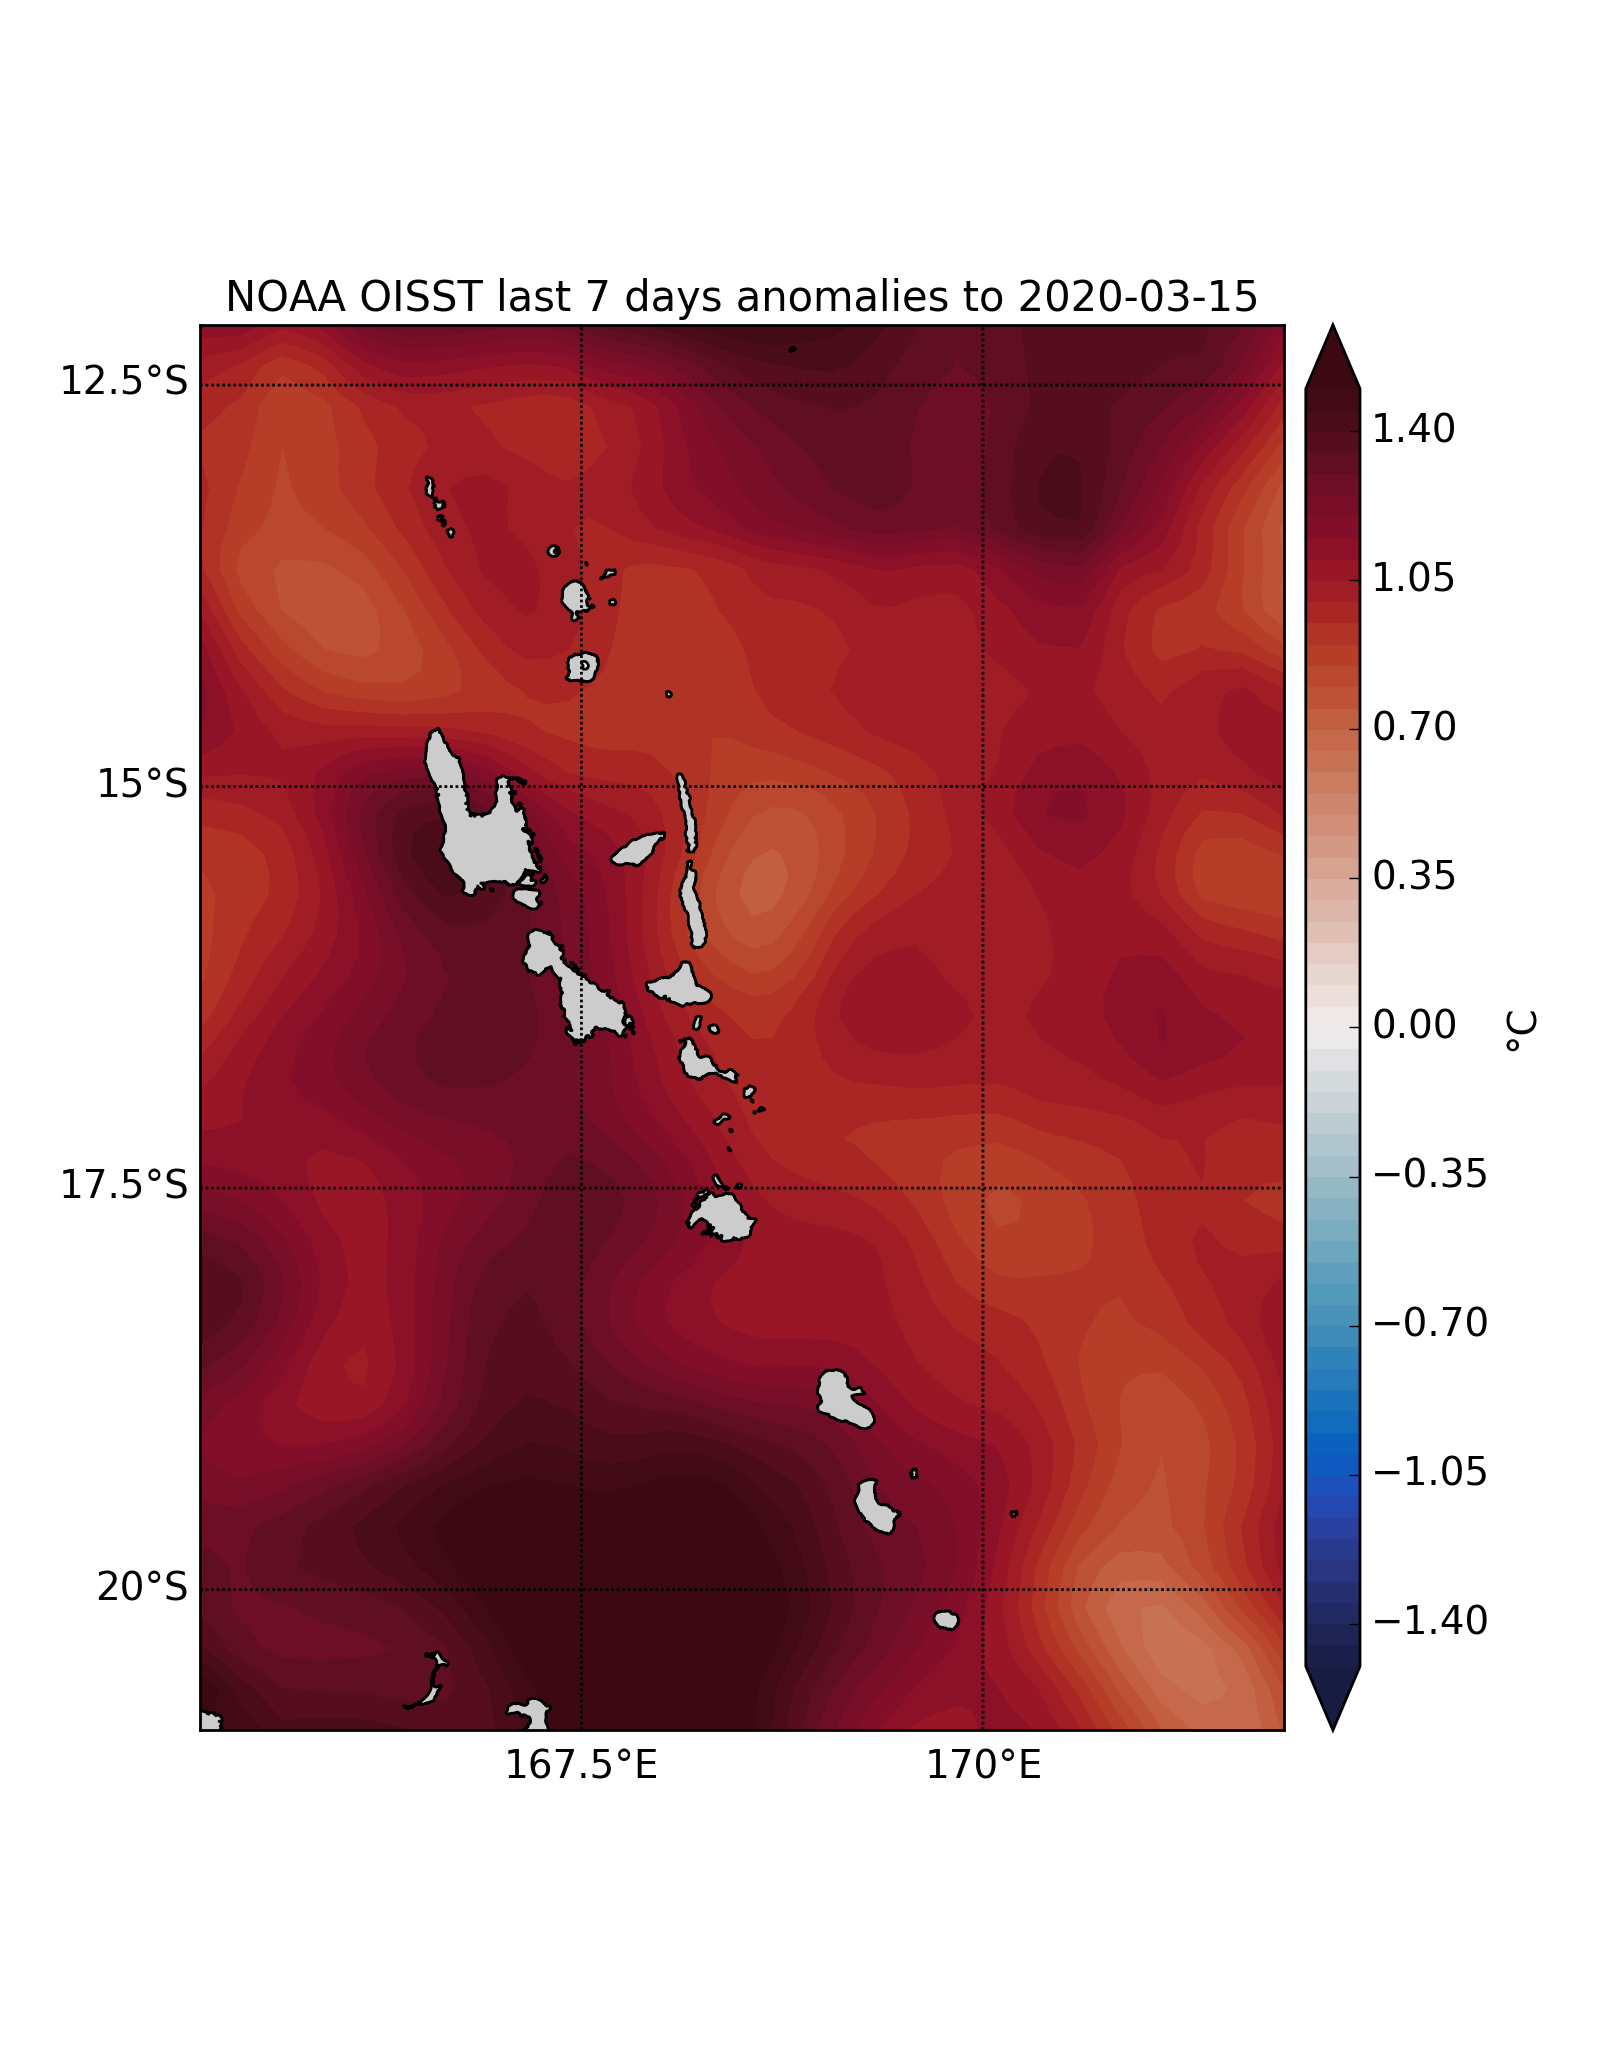 NOAA OISST last 7 days anomalies to 2020-03-15
12.5°S
15°S
17.5°S
20°S
167.5°E
170°E
1.40
1.05
0.70
0.35
0.00
−0.35
−0.70
−1.05
−1.40
°C